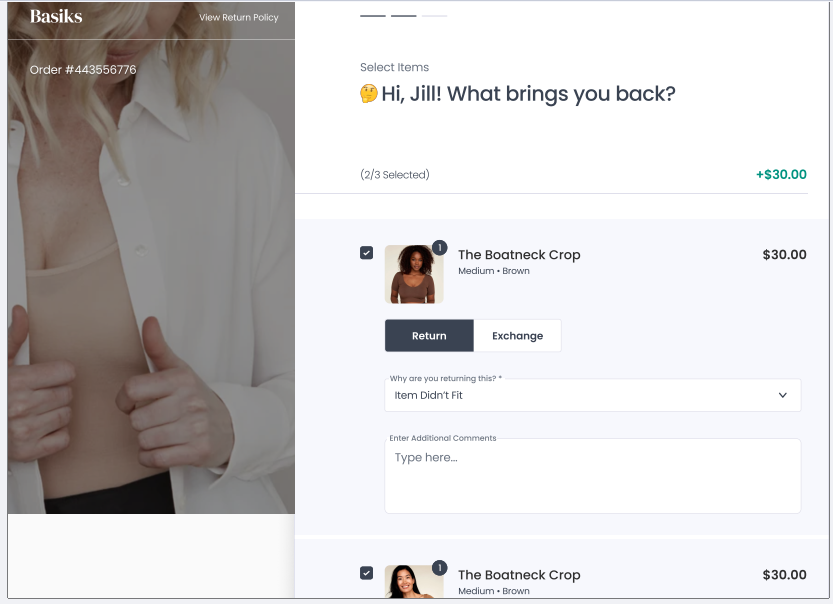 Basiks
View Return Policy
Order #443556776
Select Items
🤔 Hi, Jill! What brings you back?
(2/3 Selected)
+$30.00
1
The Boatneck Crop
$30.00
Medium • Brown
Return
Exchange
Why are you returning this? *
Item Didn’t Fit
Enter Additional Comments
Type here...
1
The Boatneck Crop
$30.00
Medium • Brown